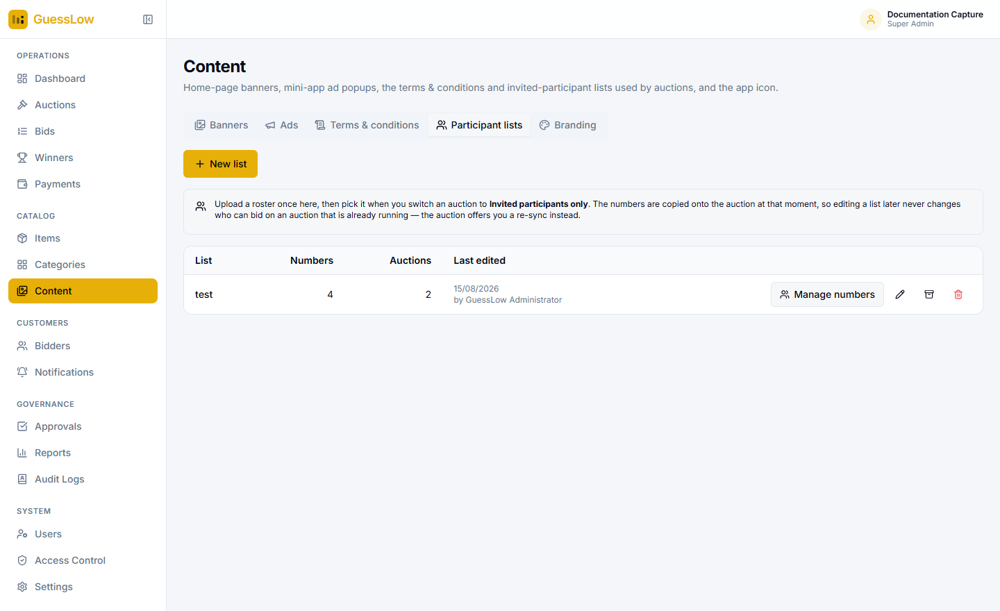 GuessLow
Documentation Capture
Super Admin
OPERATIONS
Dashboard
Auctions
Bids
Winners
Payments
CATALOG
Items
Categories
Content
CUSTOMERS
Bidders
Notifications
GOVERNANCE
Approvals
Reports
Audit Logs
SYSTEM
Users
Access Control
Settings
Content
Home-page banners, mini-app ad popups, the terms & conditions and invited-participant lists used by auctions, and the app icon.
Banners Ads Terms & conditions Participant lists Branding
New list
Upload a roster once here, then pick it when you switch an auction to Invited participants only. The numbers are copied onto the auction at that moment, so editing a list later never changes
who can bid on an auction that is already running — the auction offers you a re-sync instead.
List Numbers Auctions Last edited
test 4 2 15/08/2026
by GuessLow Administrator
Manage numbers